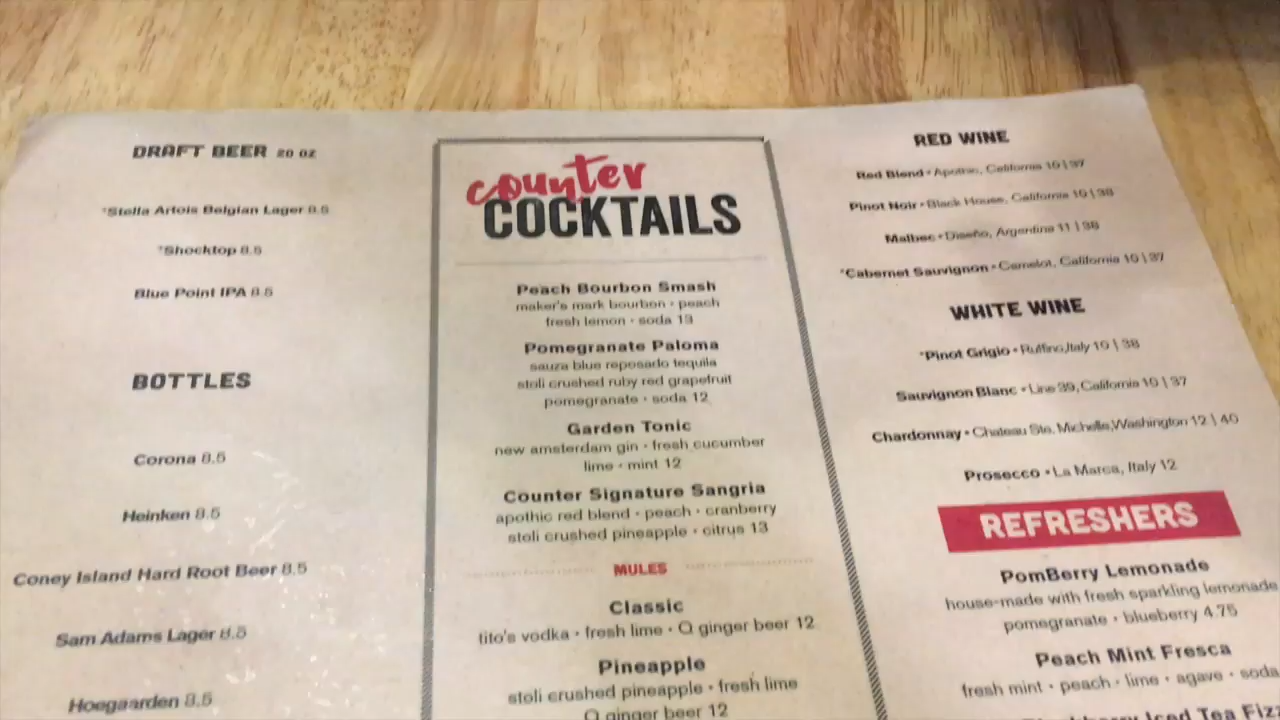 DRAFT BEER 20 OZ
*Stella Artois Belgian Lager 8.5
*Shocktop 8.5
Blue Point IPA 8.5
BOTTLES
Corona 8.5
Heinken 8.5
Coney Island Hard Root Beer 8.5
Sam Adams Lager 8.5
Hoegaarden 8.5
counter
COCKTAILS
Peach Bourbon Smash
maker's mark bourbon • peach
fresh lemon • soda 13
Pomegranate Paloma
sauza blue reposado tequila
stoli crushed ruby red grapefruit
pomegranate • soda 12
Garden Tonic
new amsterdam gin • fresh cucumber
lime • mint 12
Counter Signature Sangria
apothic red blend • peach • cranberry
stoli crushed pineapple • citrus 13
MULES
Classic
tito's vodka • fresh lime • Q ginger beer 12
Pineapple
stoli crushed pineapple • fresh lime
Q ginger beer 12
RED WINE
Red Blend • Apothic, California 10 | 37
Pinot Noir • Black House, California 10 | 38
Malbec • Diseño, Argentina 11 | 38
*Cabernet Sauvignon • Camelot, California 10 | 37
WHITE WINE
*Pinot Grigio • Ruffino,Italy 10 | 38
Sauvignon Blanc • Line 39, California 10 | 37
Chardonnay • Chateau Ste. Michelle,Washington 12 | 40
Prosecco • La Marca, Italy 12
REFRESHERS
PomBerry Lemonade
house-made with fresh sparkling lemonade
pomegranate • blueberry 4.75
Peach Mint Fresca
fresh mint • peach • lime • agave • soda
Iced Tea Fizz